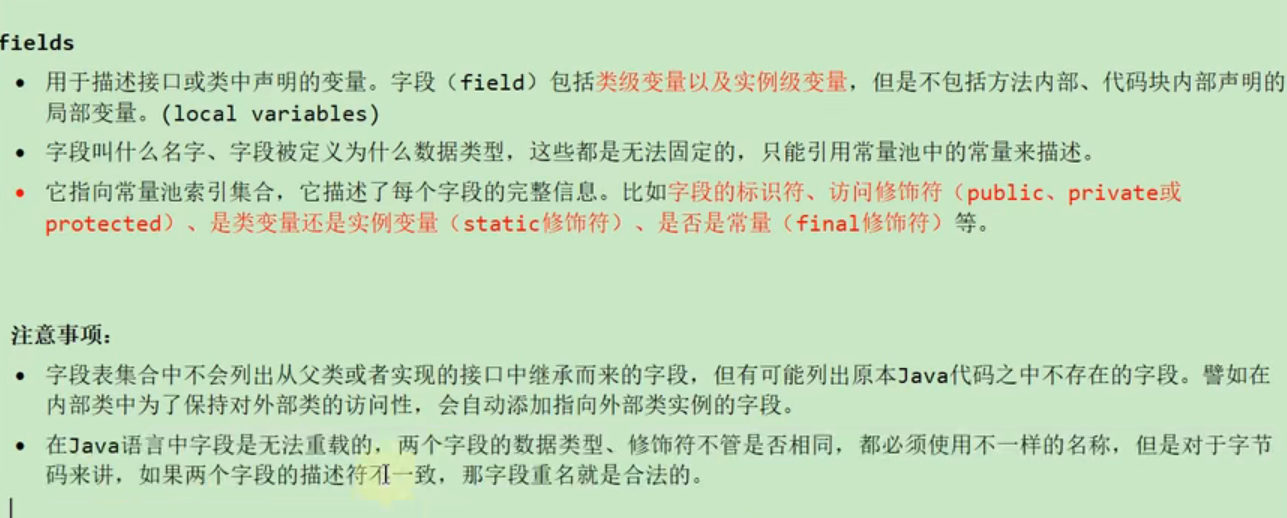 fields
• 用于描述接口或类中声明的变量。字段（field）包括类级变量以及实例级变量，但是不包括方法内部、代码块内部声明的
局部变量。(local variables)
• 字段叫什么名字、字段被定义为什么数据类型，这些都是无法固定的，只能引用常量池中的常量来描述。
• 它指向常量池索引集合，它描述了每个字段的完整信息。比如字段的标识符、访问修饰符（public、private或
protected）、是类变量还是实例变量（static修饰符）、是否是常量（final修饰符）等。
注意事项：
• 字段表集合中不会列出从父类或者实现的接口中继承而来的字段，但有可能列出原本Java代码之中不存在的字段。譬如在
内部类中为了保持对外部类的访问性，会自动添加指向外部类实例的字段。
• 在Java语言中字段是无法重载的，两个字段的数据类型、修饰符不管是否相同，都必须使用不一样的名称，但是对于字节
码来讲，如果两个字段的描述符不一致，那字段重名就是合法的。